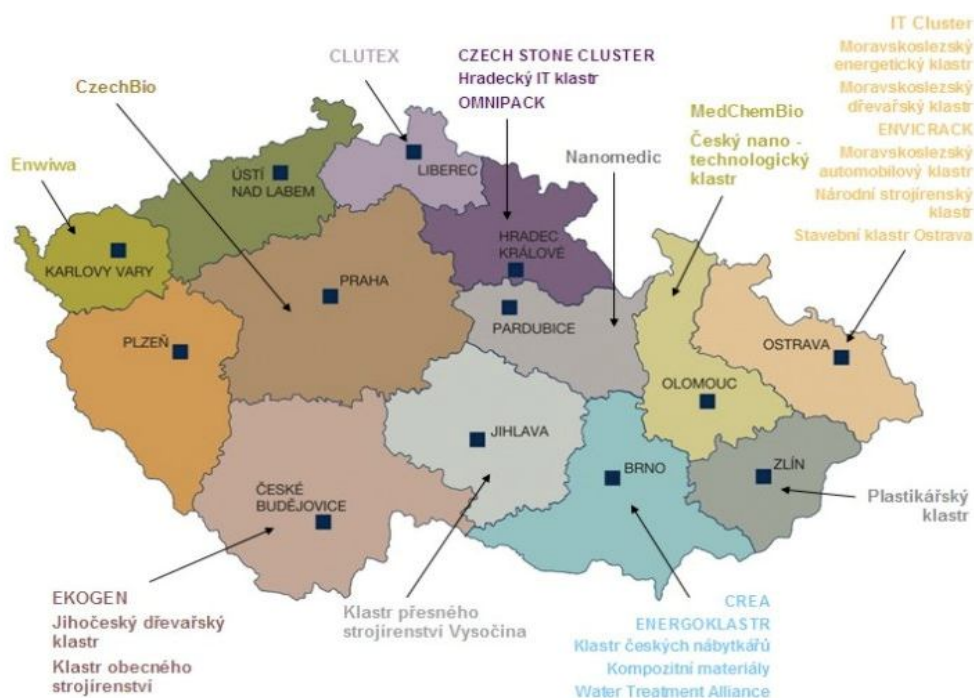 IT Cluster
Moravskoslezský
energetický klastr
Moravskoslezský
dřevařský klastr
ENVICRACK
Moravskoslezský
automobilový klastr
Národní strojírenský
klastr
Stavební klastr Ostrava
CLUTEX
CZECH STONE CLUSTER
Hradecký IT klastr
OMNIPACK
CzechBio
MedChemBio
Český nano -
technologický
klastr
Enwiwa
Nanomedic
ÚSTÍ
NAD LABEM
LIBEREC
HRADEC
KRÁLOVÉ
KARLOVY VARY
PRAHA
PARDUBICE
PLZEŇ
OSTRAVA
OLOMOUC
JIHLAVA
BRNO
ZLÍN
ČESKÉ
BUDĚJOVICE
Plastikářský
klastr
EKOGEN
Jihočeský dřevařský
klastr
Klastr obecného
strojírenství
Klastr přesného
strojírenství Vysočina
CREA
ENERGOKLASTR
Klastr českých nábytkářů
Kompozitní materiály
Water Treatment Alliance